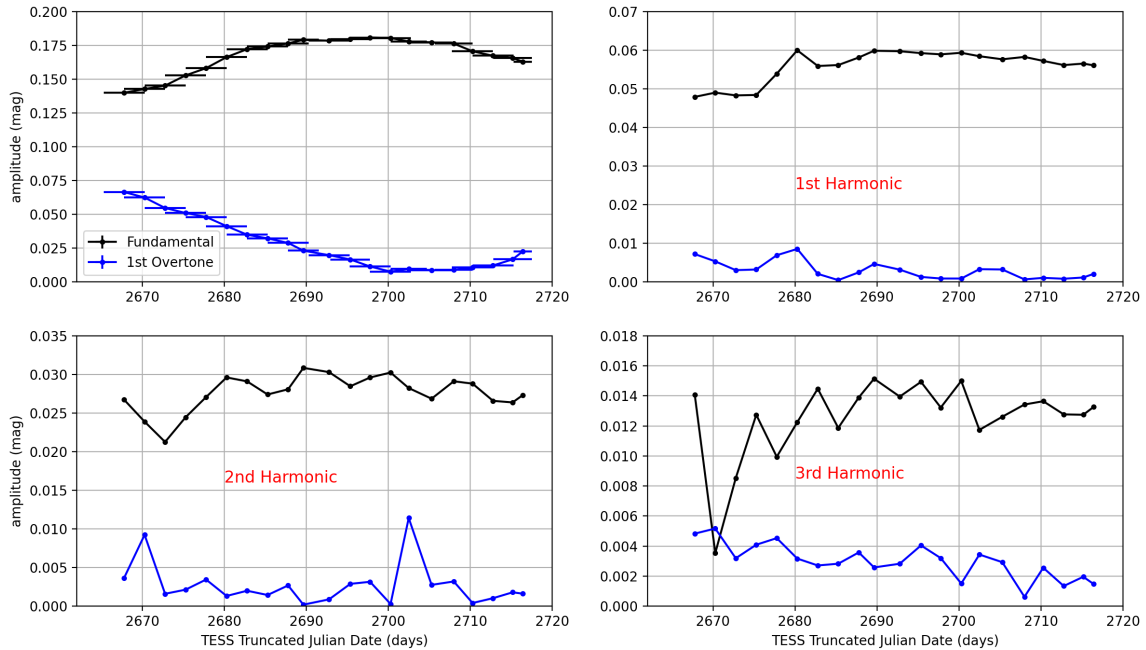 0.200
0.175
0.150
0.125
0.100
0.075
0.050
0.025
0.000
amplitude (mag)
Fundamental
1st Overtone
2670 2680 2690 2700 2710 2720
0.07
0.06
0.05
0.04
0.03
0.02
0.01
0.00
1st Harmonic
2670 2680 2690 2700 2710 2720
0.035
0.030
0.025
0.020
0.015
0.010
0.005
0.000
amplitude (mag)
2nd Harmonic
2670 2680 2690 2700 2710 2720
TESS Truncated Julian Date (days)
0.018
0.016
0.014
0.012
0.010
0.008
0.006
0.004
0.002
0.000
3rd Harmonic
2670 2680 2690 2700 2710 2720
TESS Truncated Julian Date (days)